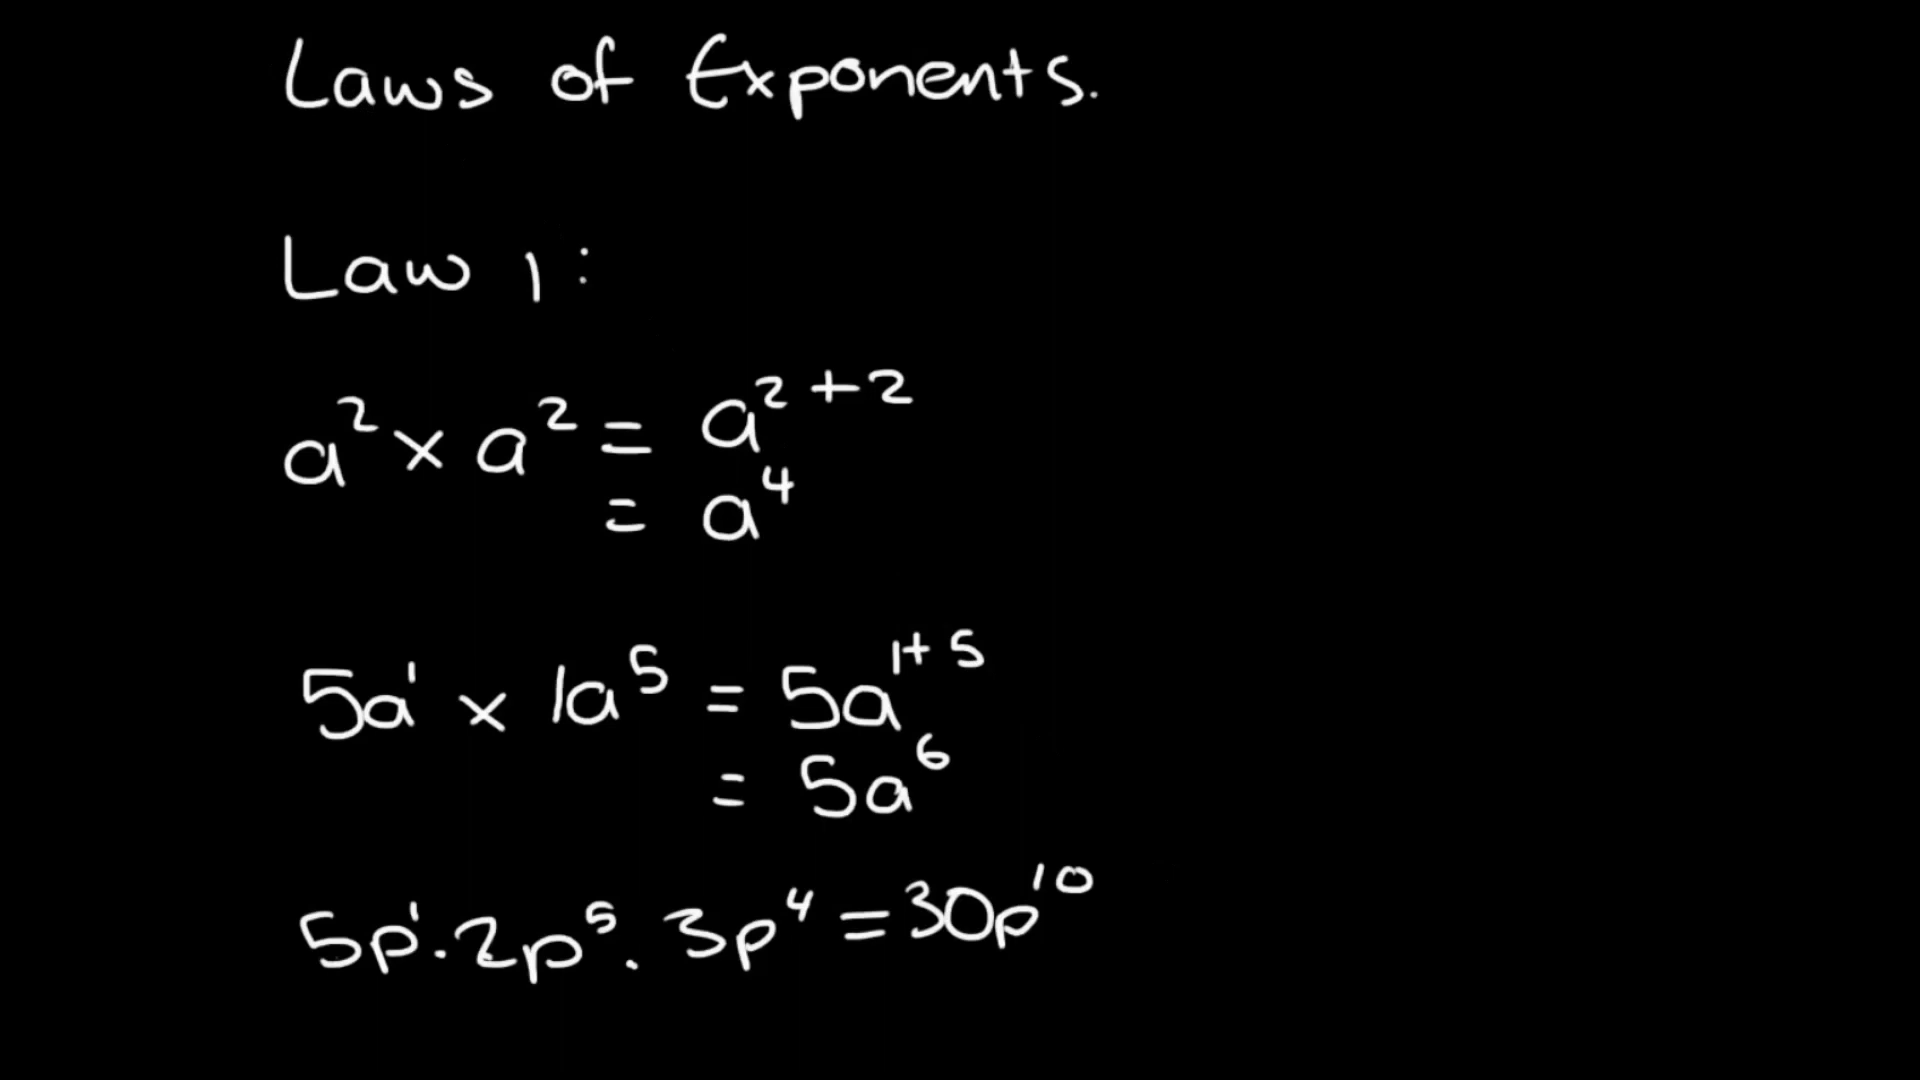 Laws of Exponents.
Law 1:
a² × a² = a²⁺²
= a⁴
5a¹ × 1a⁵ = 5a¹⁺⁵
= 5a⁶
5p¹ . 2p⁵ . 3p⁴ = 30p¹⁰